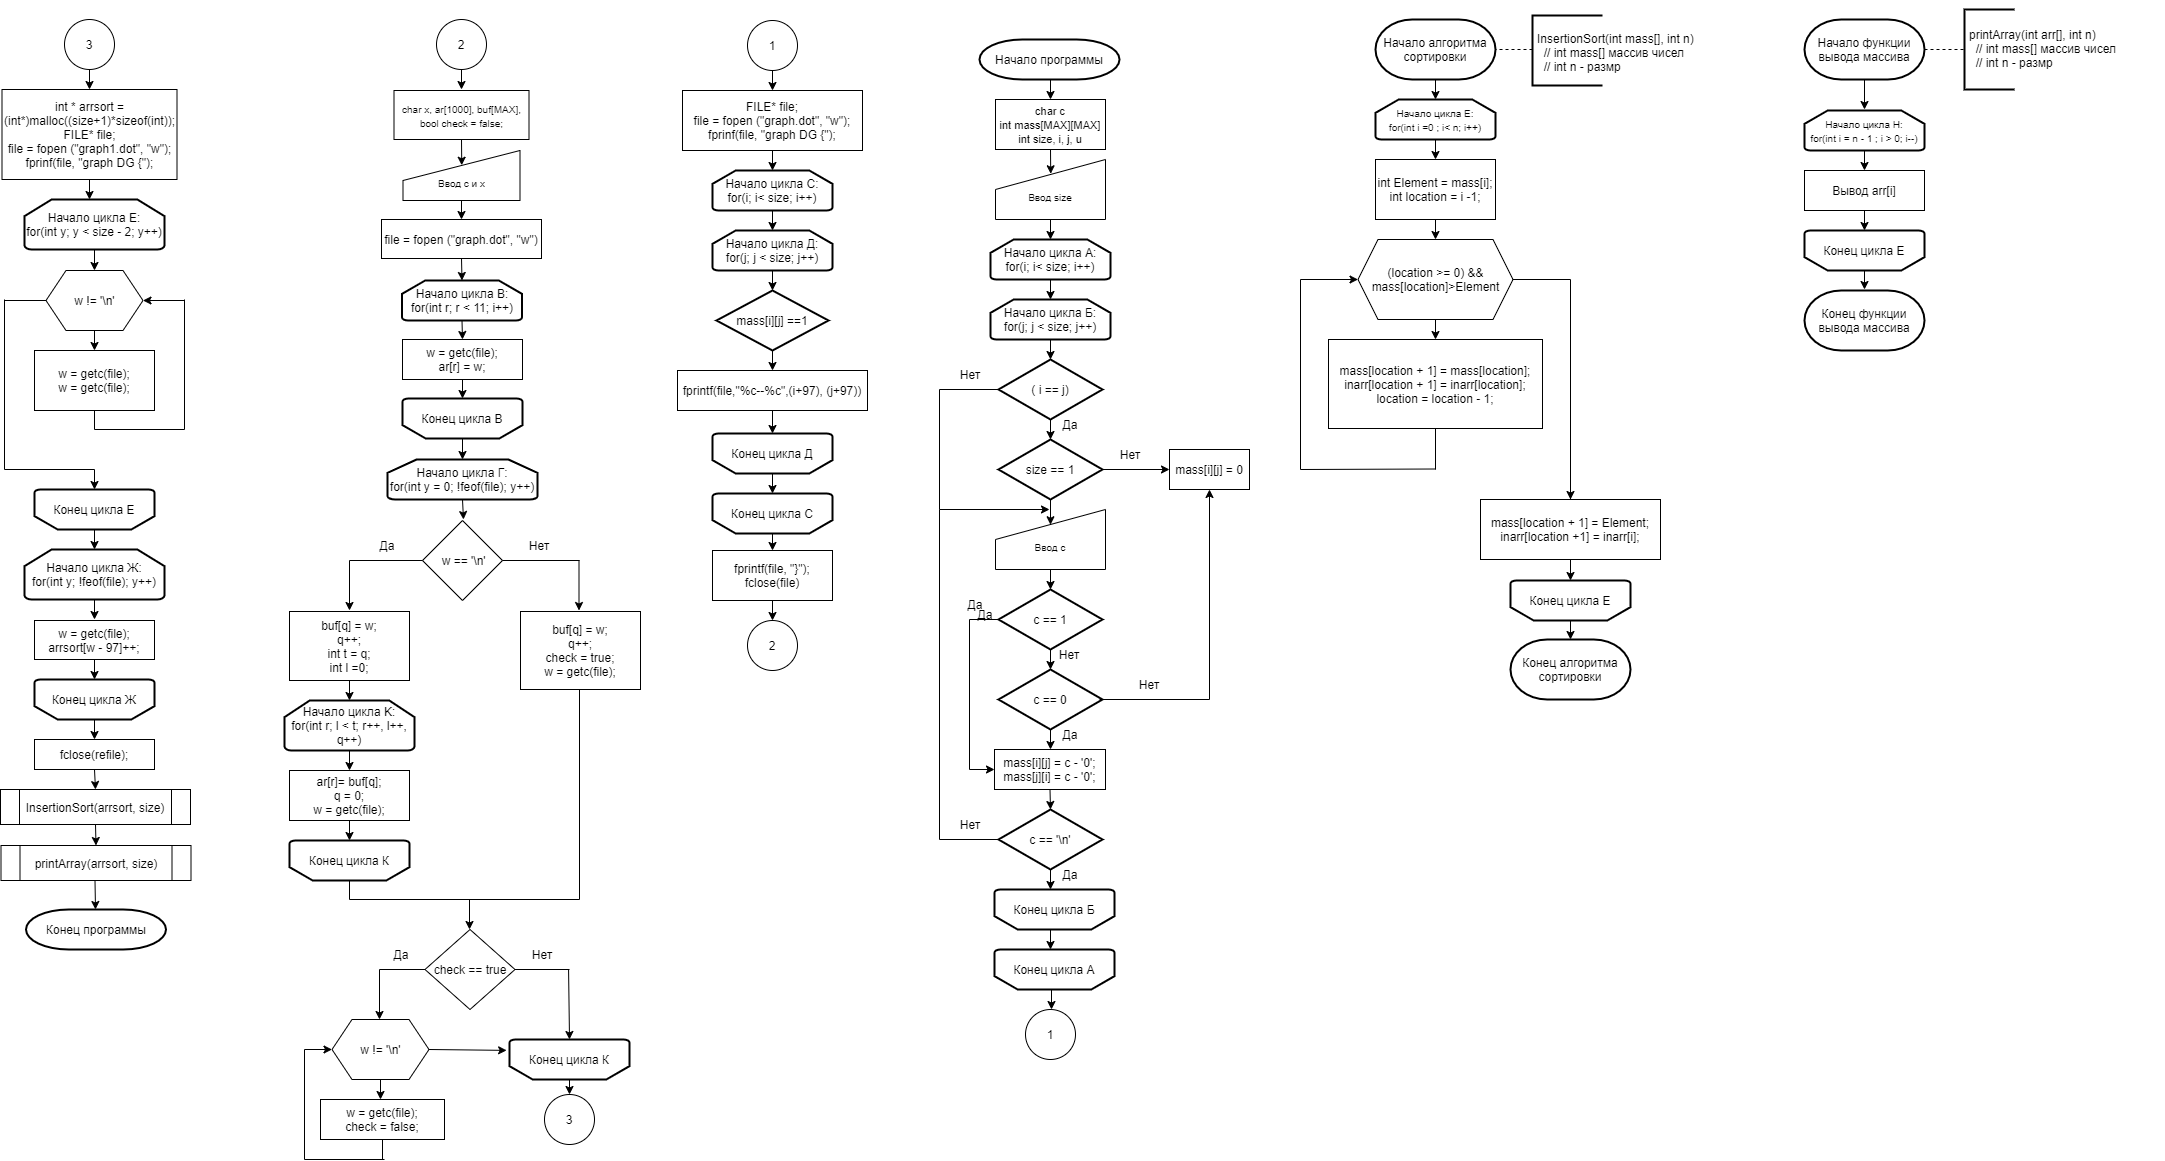 3
int * arrsort =
(int*)malloc((size+1)*sizeof(int));
FILE* file;
file = fopen ("graph1.dot", "w");
fprinf(file, "graph DG {");
Начало цикла Е:
for(int y; y < size - 2; y++)
w != '\n'
w = getc(file);
w = getc(file);
Конец цикла Е
Начало цикла Ж:
for(int y; !feof(file); y++)
w = getc(file);
arrsort[w - 97]++;
Конец цикла Ж
fclose(refile);
InsertionSort(arrsort, size)
printArray(arrsort, size)
Конец программы
2
char x, ar[1000], buf[MAX],
bool check = false;
Ввод с и х
file = fopen ("graph.dot", "w")
Начало цикла В:
for(int r; r < 11; i++)
w = getc(file);
ar[r] = w;
Конец цикла В
Начало цикла Г:
for(int y = 0; !feof(file); y++)
w == '\n'
Да
Нет
buf[q] = w;
q++;
int t = q;
int l =0;
buf[q] = w;
q++;
check = true;
w = getc(file);
Начало цикла К:
for(int r; l < t; r++, l++,
q++)
ar[r]= buf[q];
q = 0;
w = getc(file);
Конец цикла К
check == true
Да
Нет
w != '\n'
Конец цикла К
w = getc(file);
check = false;
3
1
FILE* file;
file = fopen ("graph.dot", "w");
fprinf(file, "graph DG {");
Начало цикла С:
for(i; i< size; i++)
Начало цикла Д:
for(j; j < size; j++)
mass[i][j] ==1
fprintf(file,"%c--%c",(i+97), (j+97))
Конец цикла Д
Конец цикла С
fprintf(file, "}");
fclose(file)
2
Начало программы
char c
int mass[MAX][MAX]
int size, i, j, u
Ввод size
Начало цикла А:
for(i; i< size; i++)
Начало цикла Б:
for(j; j < size; j++)
Нет
( i == j)
Да
size == 1
Нет
mass[i][j] = 0
Ввод с
Да
Да
c == 1
Нет
c == 0
Нет
Да
mass[i][j] = c - '0';
mass[j][i] = c - '0';
Нет
c == '\n'
Да
Конец цикла Б
Конец цикла А
1
Начало алгоритма
сортировки
InsertionSort(int mass[], int n)
// int mass[] массив чисел
// int n - размр
Начало цикла Е:
for(int i =0 ; i< n; i++)
int Element = mass[i];
int location = i -1;
(location >= 0) &&
mass[location]>Element
mass[location + 1] = mass[location];
inarr[location + 1] = inarr[location];
location = location - 1;
mass[location + 1] = Element;
inarr[location +1] = inarr[i];
Конец цикла Е
Конец алгоритма
сортировки
Начало функции
вывода массива
printArray(int arr[], int n)
// int mass[] массив чисел
// int n - размр
Начало цикла Н:
for(int i = n - 1 ; i > 0; i--)
Вывод arr[i]
Конец цикла Е
Конец функции
вывода массива